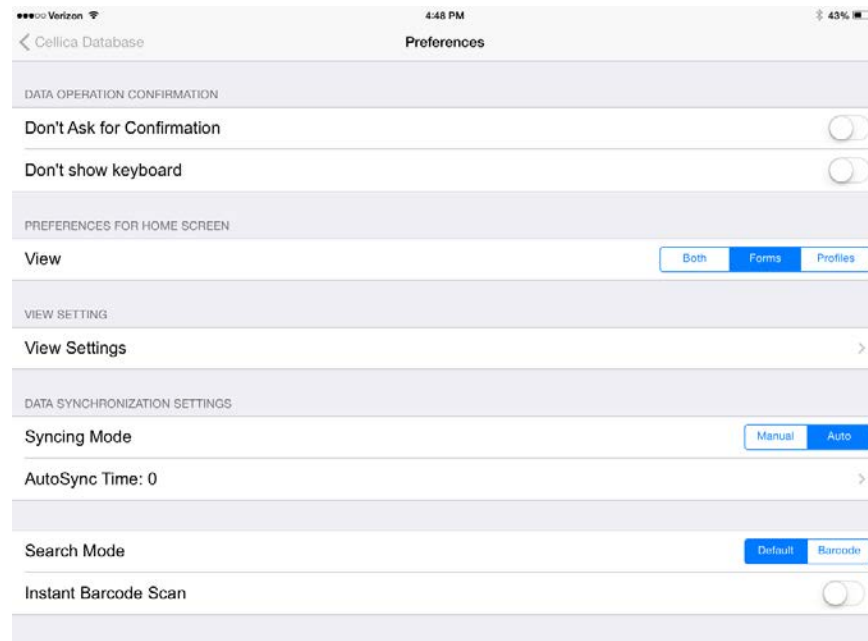 Verizon 4:48 PM 43%
Cellica Database Preferences
DATA OPERATION CONFIRMATION
Don't Ask for Confirmation
Don't show keyboard
PREFERENCES FOR HOME SCREEN
View Both Forms Profiles
VIEW SETTING
View Settings
DATA SYNCHRONIZATION SETTINGS
Syncing Mode Manual Auto
AutoSync Time: 0
Search Mode Default Barcode
Instant Barcode Scan